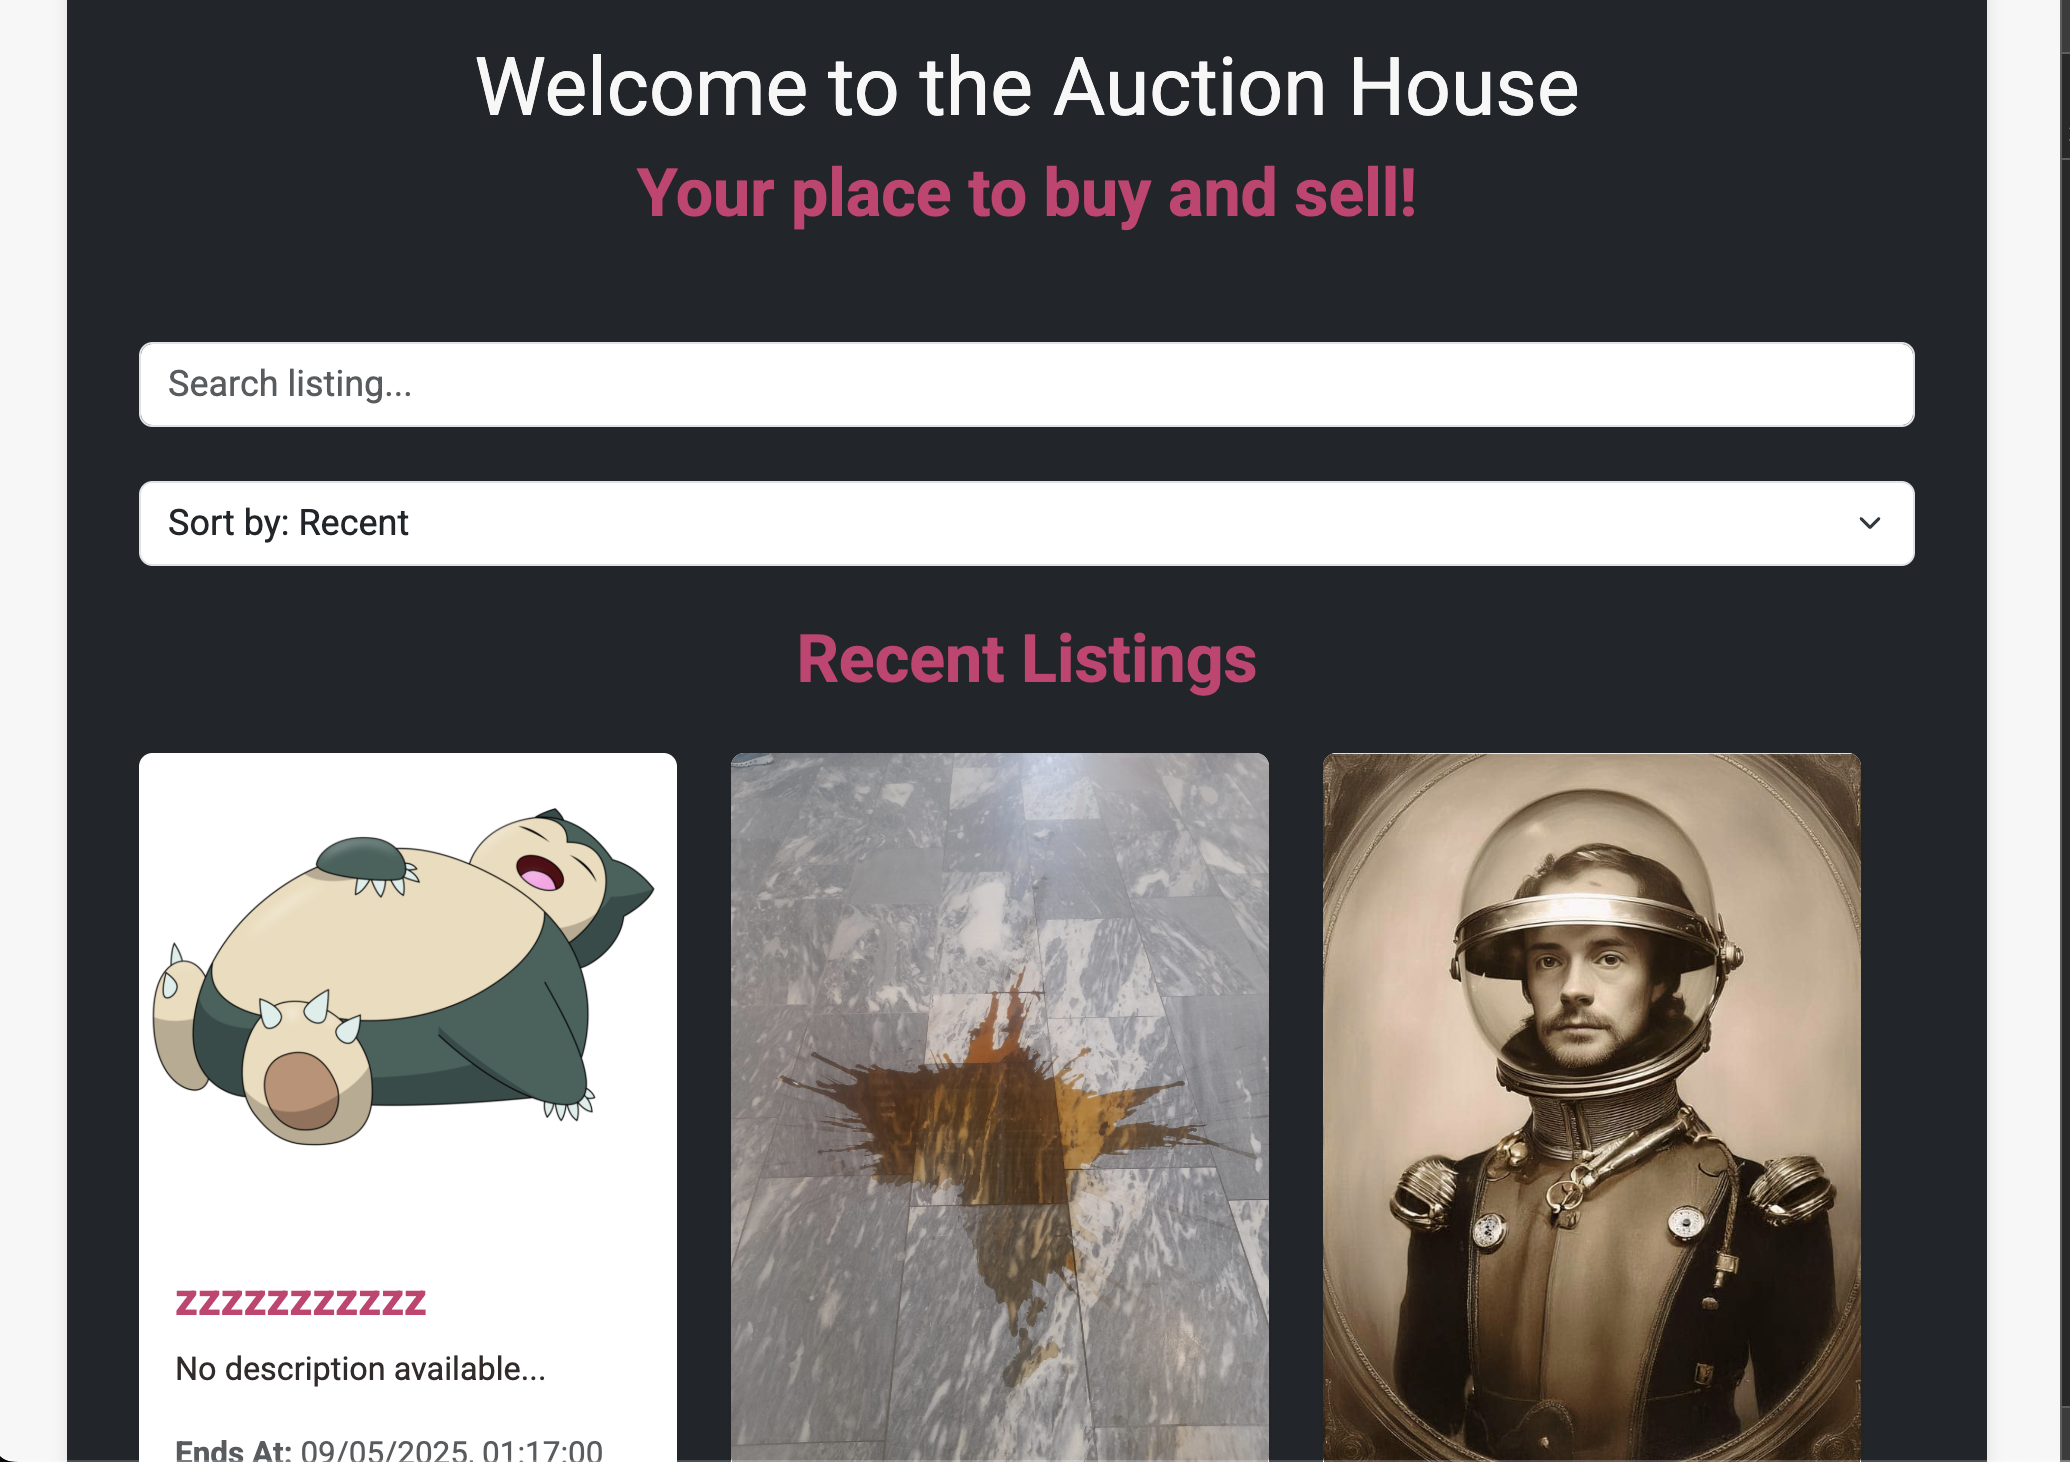 Welcome to the Auction House
Your place to buy and sell!
Search listing...
Sort by: Recent
Recent Listings
zzzzzzzzzzz
No description available...
Ends At: 09/05/2025, 01:17:00